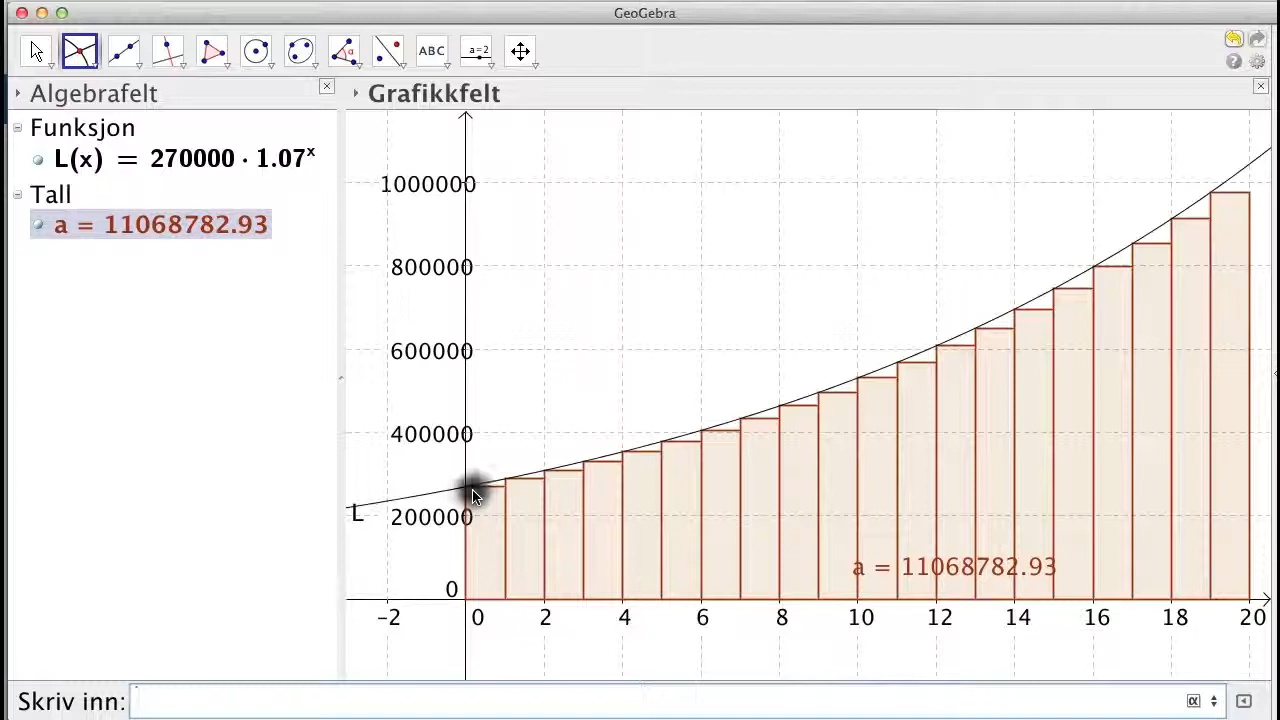 GeoGebra
ABC
a=2
Algebrafelt
Grafikkfelt
Funksjon
L(x) = 270000 · 1.07ˣ
Tall
a = 11068782.93
1000000
800000
600000
400000
L
200000
a = 11068782.93
0
-2 0 2 4 6 8 10 12 14 16 18 20
Skriv inn:
α